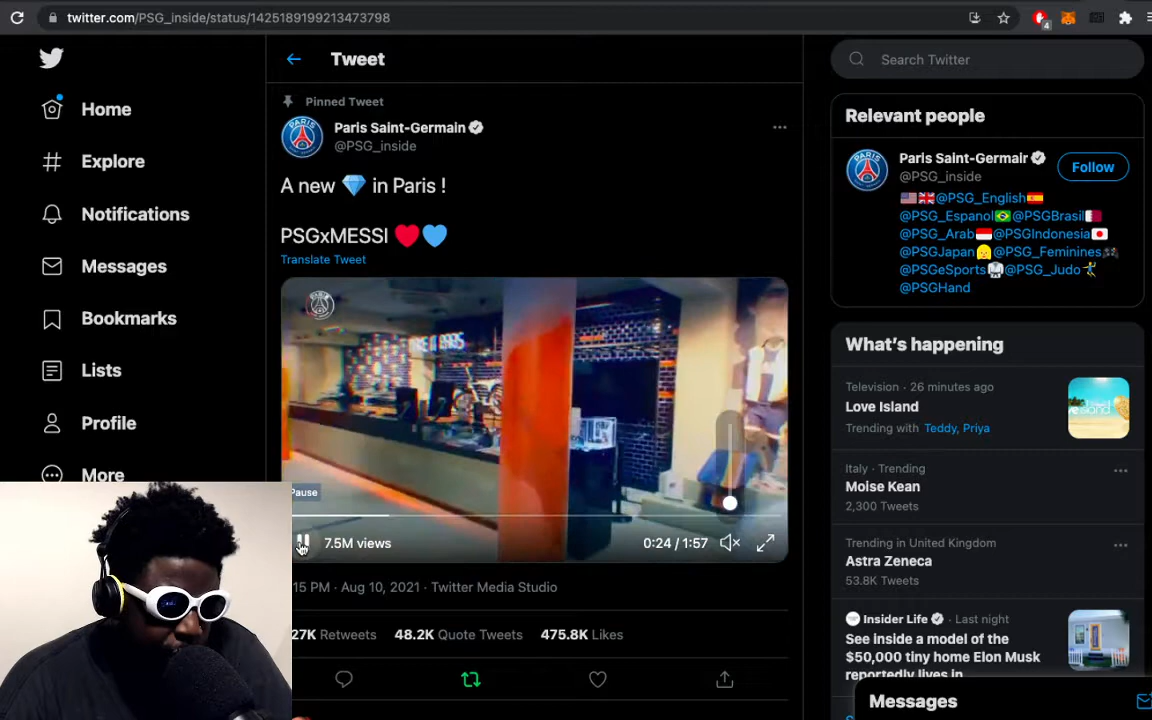 twitter.com/PSG_inside/status/1425189199213473798
4
Home
Explore
Notifications
Messages
Bookmarks
Lists
Profile
More
Tweet
Pinned Tweet
Paris Saint-Germain
@PSG_inside
A new 💎 in Paris !
PSGxMESSI ❤️💙
Translate Tweet
PARIS
Pause
7.5M views
0:24 / 1:57
15 PM · Aug 10, 2021 · Twitter Media Studio
27K Retweets 48.2K Quote Tweets 475.8K Likes
Search Twitter
Relevant people
Paris Saint-Germain
@PSG_inside
Follow
🇺🇸🇬🇧@PSG_English🇪🇸
@PSG_Espanol🇧🇷@PSGBrasil🇶🇦
@PSG_Arab🇮🇩@PSGIndonesia🇯🇵
@PSGJapan👱‍♀️@PSG_Feminines🎮
@PSGeSports🥋@PSG_Judo🤾
@PSGHand
What's happening
Television · 26 minutes ago
Love Island
Trending with Teddy, Priya
Italy · Trending
Moise Kean
2,300 Tweets
Trending in United Kingdom
Astra Zeneca
53.8K Tweets
Insider Life · Last night
See inside a model of the
$50,000 tiny home Elon Musk
reportedly lives in
Messages